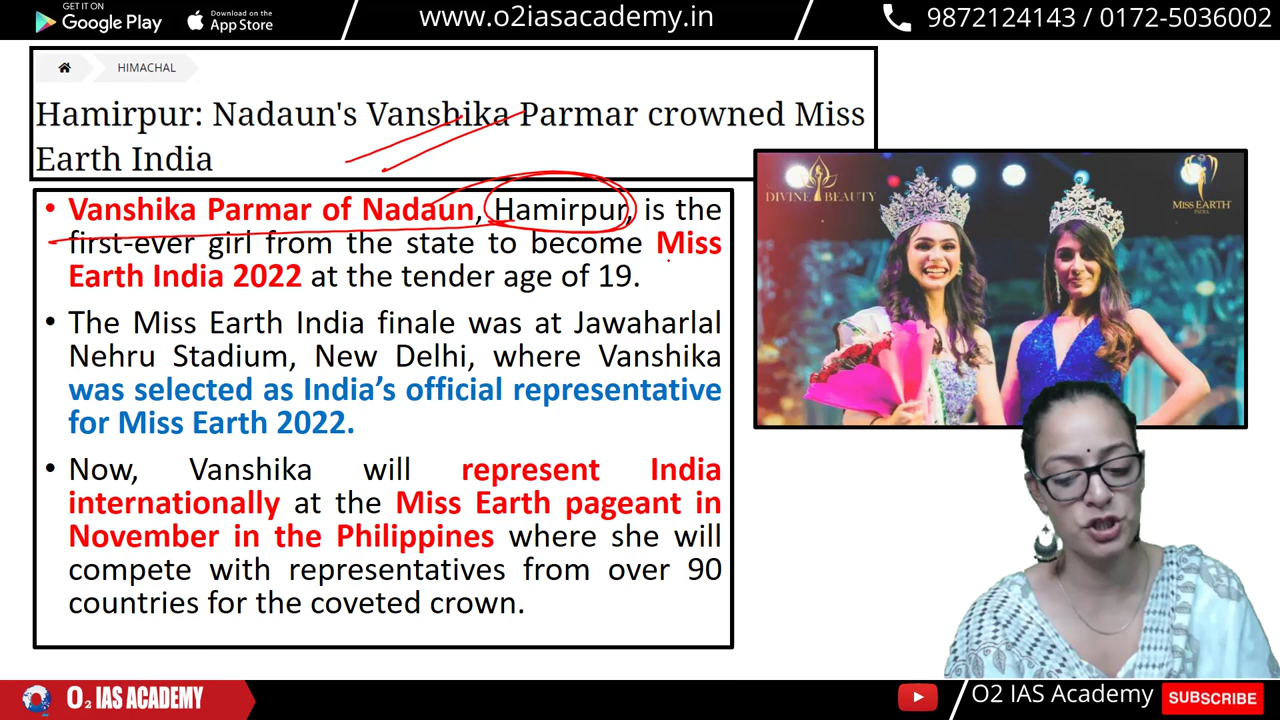 GET IT ON
Google Play
Download on the
App Store
www.o2iasacademy.in
9872124143 / 0172-5036002
HIMACHAL
Hamirpur: Nadaun's Vanshika Parmar crowned Miss
Earth India
• Vanshika Parmar of Nadaun, Hamirpur, is the
first-ever girl from the state to become Miss
Earth India 2022 at the tender age of 19.
• The Miss Earth India finale was at Jawaharlal
Nehru Stadium, New Delhi, where Vanshika
was selected as India's official representative
for Miss Earth 2022.
• Now, Vanshika will represent India
internationally at the Miss Earth pageant in
November in the Philippines where she will
compete with representatives from over 90
countries for the coveted crown.
DIVINE BEAUTY
MISS EARTH
INDIA
O₂ IAS ACADEMY
O2 IAS Academy
SUBSCRIBE